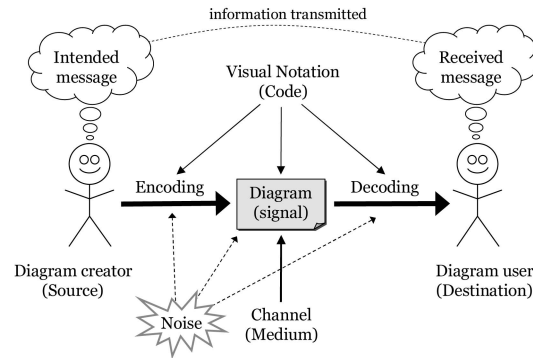 information transmitted
Intended
message
Received
message
Visual Notation
(Code)
Encoding
Diagram
(signal)
Decoding
Diagram creator
(Source)
Noise
Channel
(Medium)
Diagram user
(Destination)